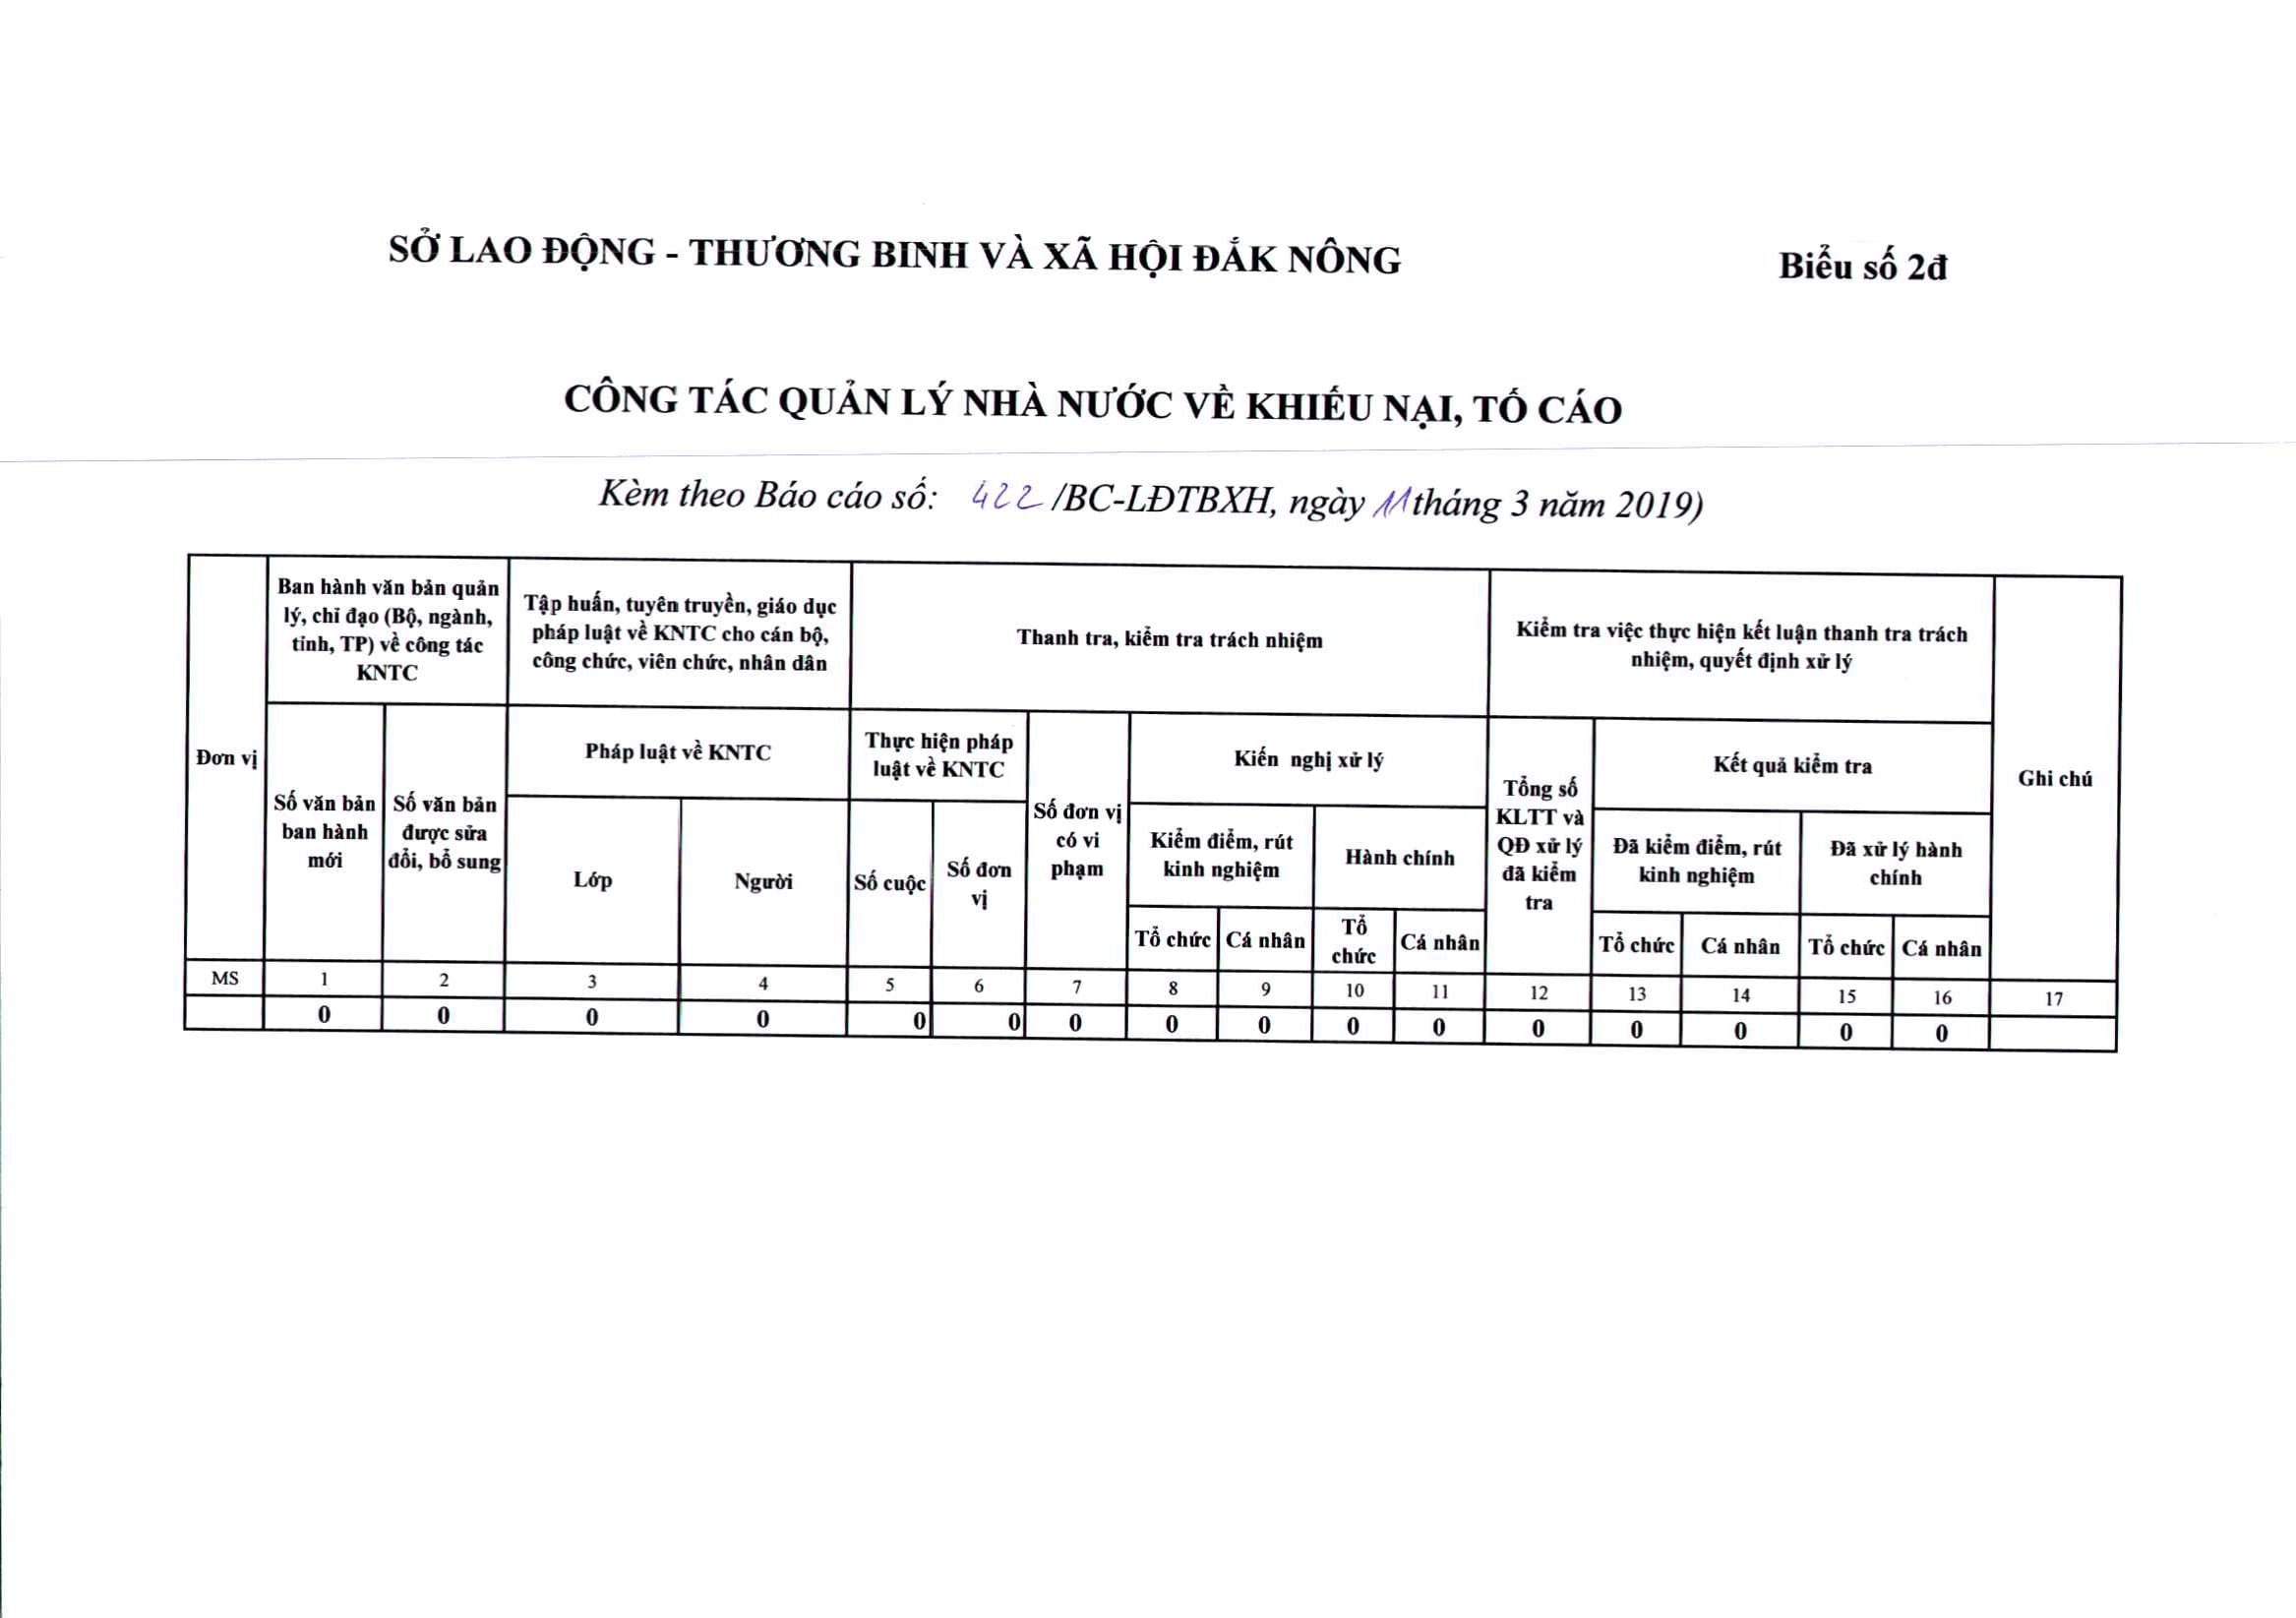 SỞ LAO ĐỘNG - THƯƠNG BINH VÀ XÃ HỘI ĐẮK NÔNG
Biểu số 2đ
CÔNG TÁC QUẢN LÝ NHÀ NƯỚC VỀ KHIẾU NẠI, TỐ CÁO
Kèm theo Báo cáo số: 422 /BC-LĐTBXH, ngày 11 tháng 3 năm 2019)
Đơn vị
Ban hành văn bản quản
lý, chỉ đạo (Bộ, ngành,
tỉnh, TP) về công tác
KNTC
Tập huấn, tuyên truyền, giáo dục
pháp luật về KNTC cho cán bộ,
công chức, viên chức, nhân dân
Thanh tra, kiểm tra trách nhiệm
Kiểm tra việc thực hiện kết luận thanh tra trách
nhiệm, quyết định xử lý
Ghi chú
Số văn bản
ban hành
mới
Số văn bản
được sửa
đổi, bổ sung
Pháp luật về KNTC
Thực hiện pháp
luật về KNTC
Số đơn vị
có vi
phạm
Kiến nghị xử lý
Tổng số
KLTT và
QĐ xử lý
đã kiểm
tra
Kết quả kiểm tra
Lớp
Người
Số cuộc
Số đơn
vị
Kiểm điểm, rút
kinh nghiệm
Hành chính
Đã kiểm điểm, rút
kinh nghiệm
Đã xử lý hành
chính
Tổ chức
Cá nhân
Tổ
chức
Cá nhân
Tổ chức
Cá nhân
Tổ chức
Cá nhân
MS 1 2 3 4 5 6 7 8 9 10 11 12 13 14 15 16 17
0 0 0 0 0 0 0 0 0 0 0 0 0 0 0 0